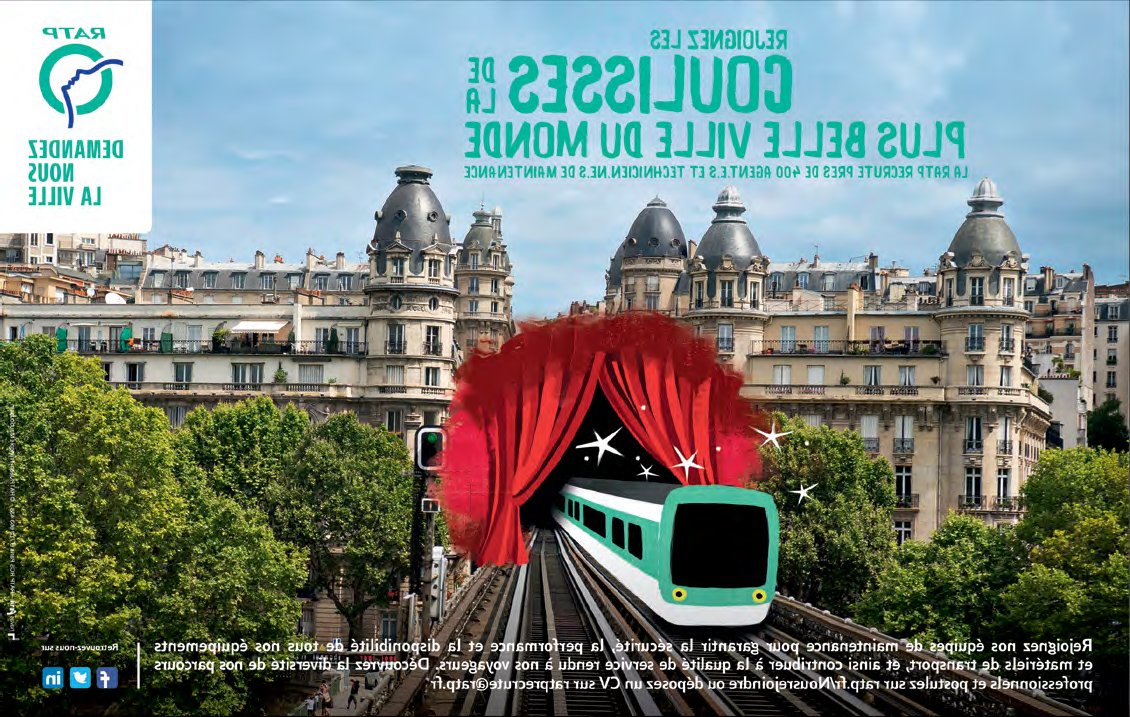 RATP
DEMANDEZ
NOUS
LA VILLE
REJOIGNEZ LES
COULISSES DE LA
PLUS BELLE VILLE DU MONDE
LA RATP RECRUTE PRÈS DE 400 AGENT.E.S ET TECHNICIEN.NE.S DE MAINTENANCE
Rejoignez nos équipes de maintenance pour garantir la sécurité, la performance et la disponibilité de tous nos équipements
et matériels de transport, et ainsi contribuer à la qualité de service rendu à nos voyageurs. Découvrez la diversité de nos parcours
professionnels et postulez sur ratp.fr/Nousrejoindre ou déposez un CV sur ratprecrute@ratp.fr
Retrouvez-nous sur
f
in